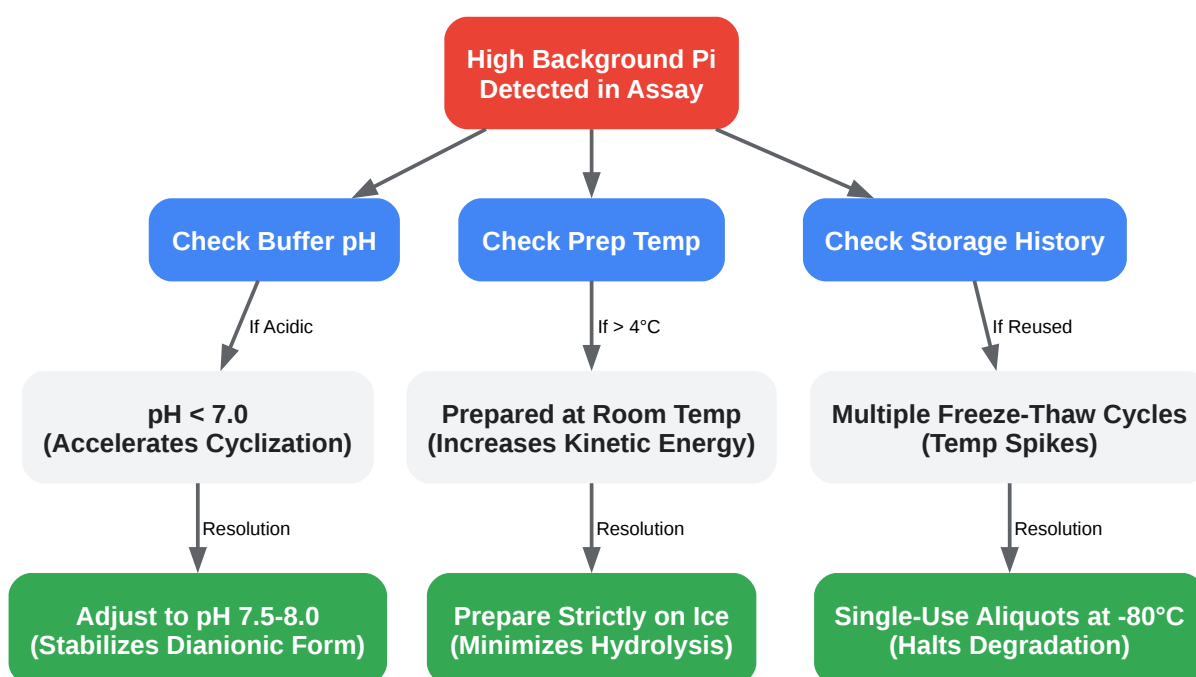 High Background Pi
Detected in Assay
Check Buffer pH
Check Prep Temp
Check Storage History
If Acidic
If > 4°C
If Reused
pH < 7.0
(Accelerates Cyclization)
Prepared at Room Temp
(Increases Kinetic Energy)
Multiple Freeze-Thaw Cycles
(Temp Spikes)
Resolution
Resolution
Resolution
Adjust to pH 7.5-8.0
(Stabilizes Dianionic Form)
Prepare Strictly on Ice
(Minimizes Hydrolysis)
Single-Use Aliquots at -80°C
(Halts Degradation)